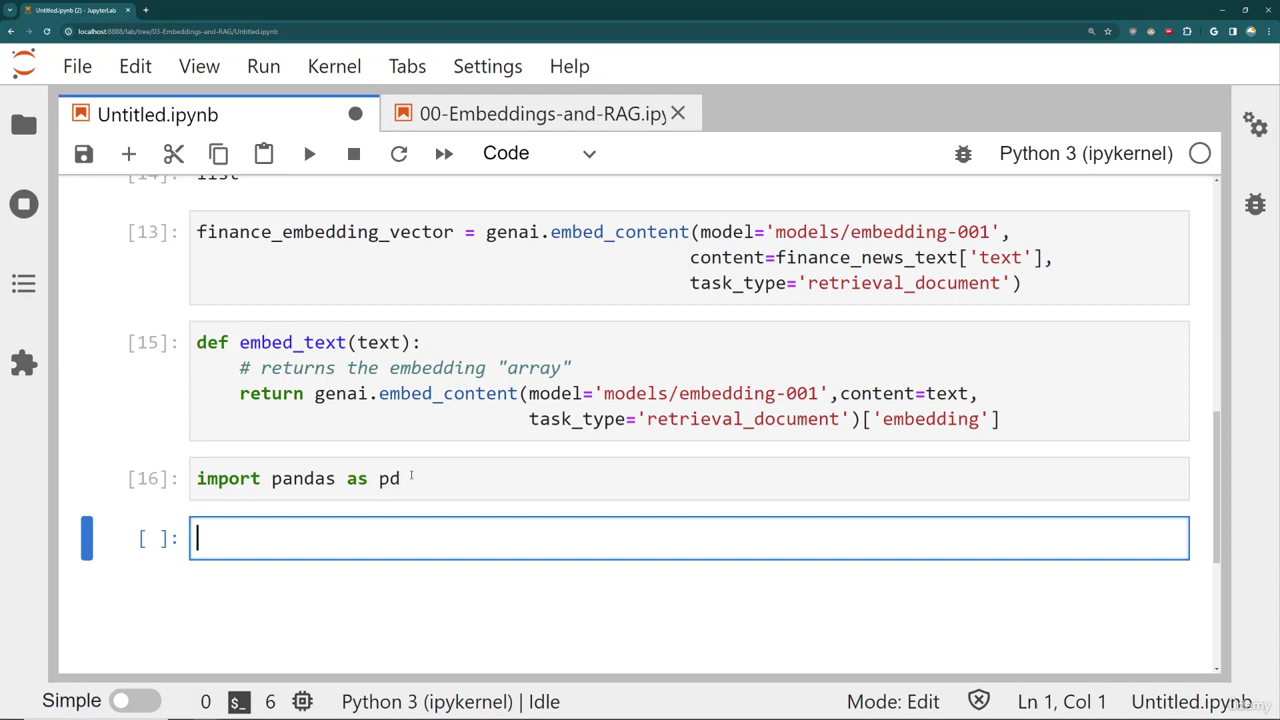 Untitled.ipynb (2) - JupyterLab
localhost:8888/lab/tree/03-Embeddings-and-RAG/Untitled.ipynb
File Edit View Run Kernel Tabs Settings Help
Untitled.ipynb
00-Embeddings-and-RAG.ipy
Code
Python 3 (ipykernel)
[14]: list
[13]: finance_embedding_vector = genai.embed_content(model='models/embedding-001',
content=finance_news_text['text'],
task_type='retrieval_document')
[15]: def embed_text(text):
# returns the embedding "array"
return genai.embed_content(model='models/embedding-001',content=text,
task_type='retrieval_document')['embedding']
[16]: import pandas as pd
[ ]:
Simple 0 $_ 6 Python 3 (ipykernel) | Idle Mode: Edit Ln 1, Col 1 Untitled.ipynb
Udemy